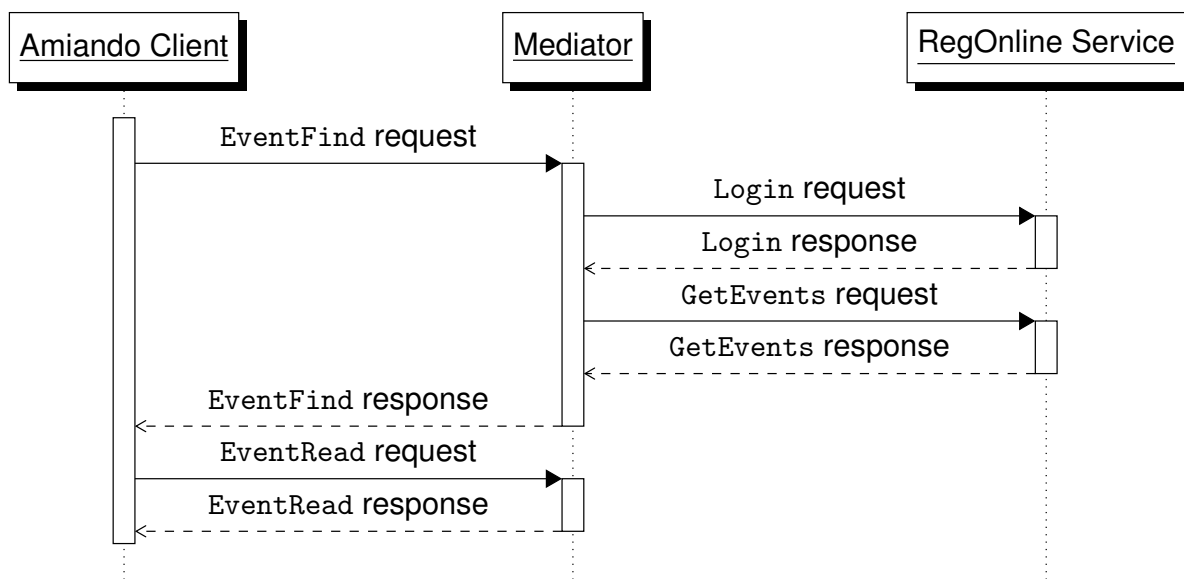 Amiando Client
Mediator
RegOnline Service
EventFind request
Login request
Login response
GetEvents request
GetEvents response
EventFind response
EventRead request
EventRead response